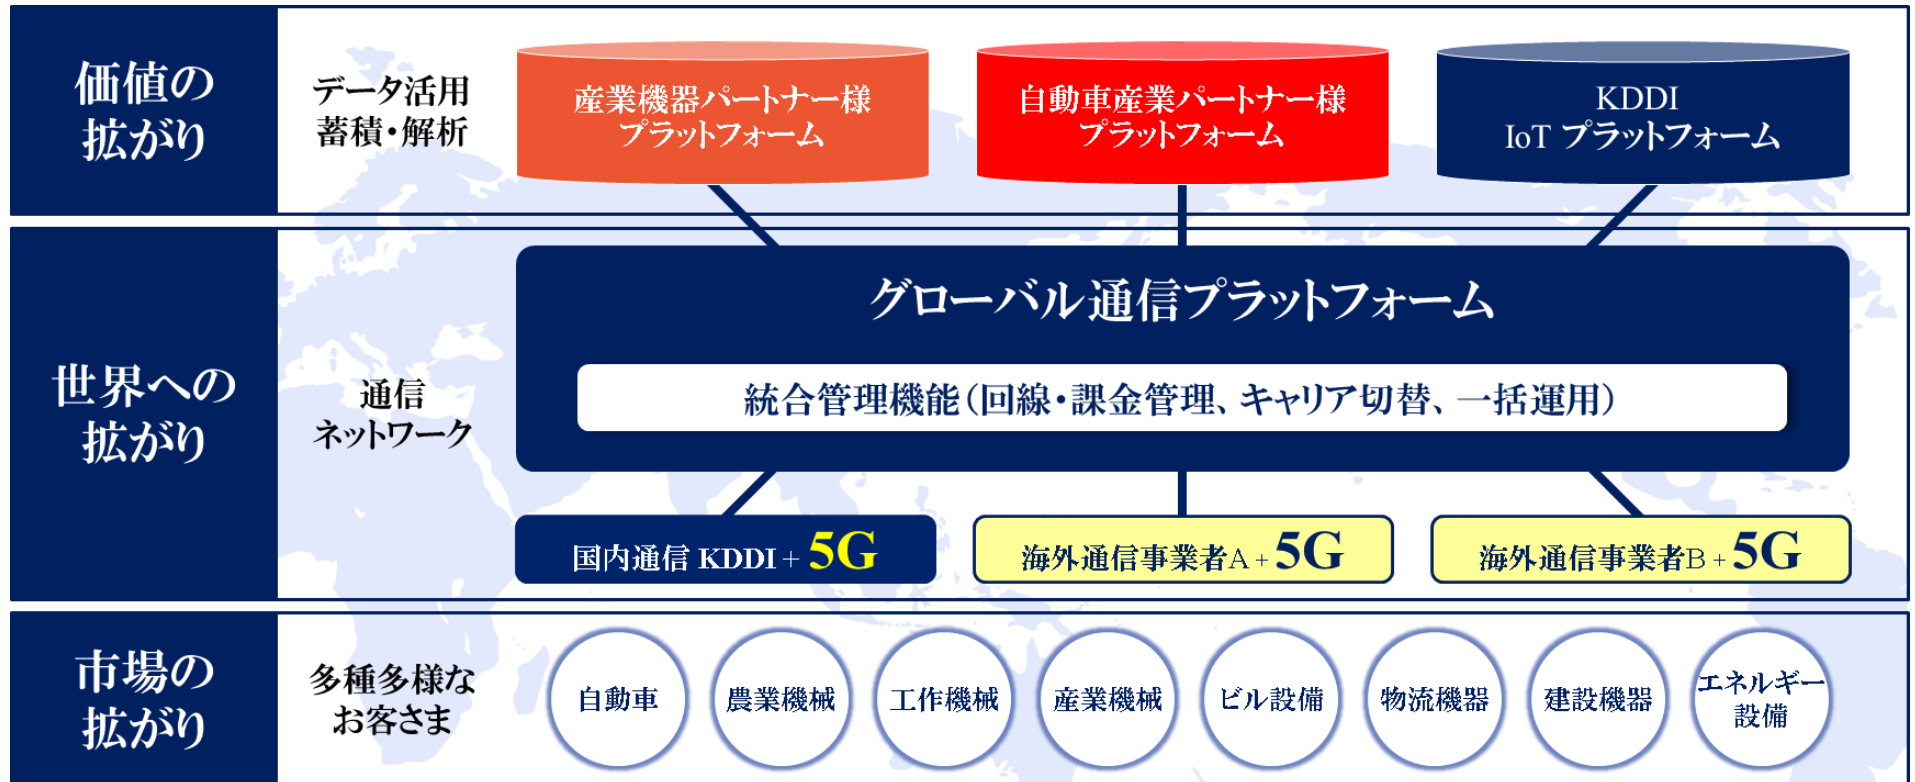 価値の
拡がり
データ活用
蓄積・解析
産業機器パートナー様
プラットフォーム
自動車産業パートナー様
プラットフォーム
KDDI
IoT プラットフォーム
世界への
拡がり
通信
ネットワーク
グローバル通信プラットフォーム
統合管理機能（回線・課金管理、キャリア切替、一括運用）
国内通信 KDDI + 5G
海外通信事業者A + 5G
海外通信事業者B + 5G
市場の
拡がり
多種多様な
お客さま
自動車
農業機械
工作機械
産業機械
ビル設備
物流機器
建設機器
エネルギー
設備